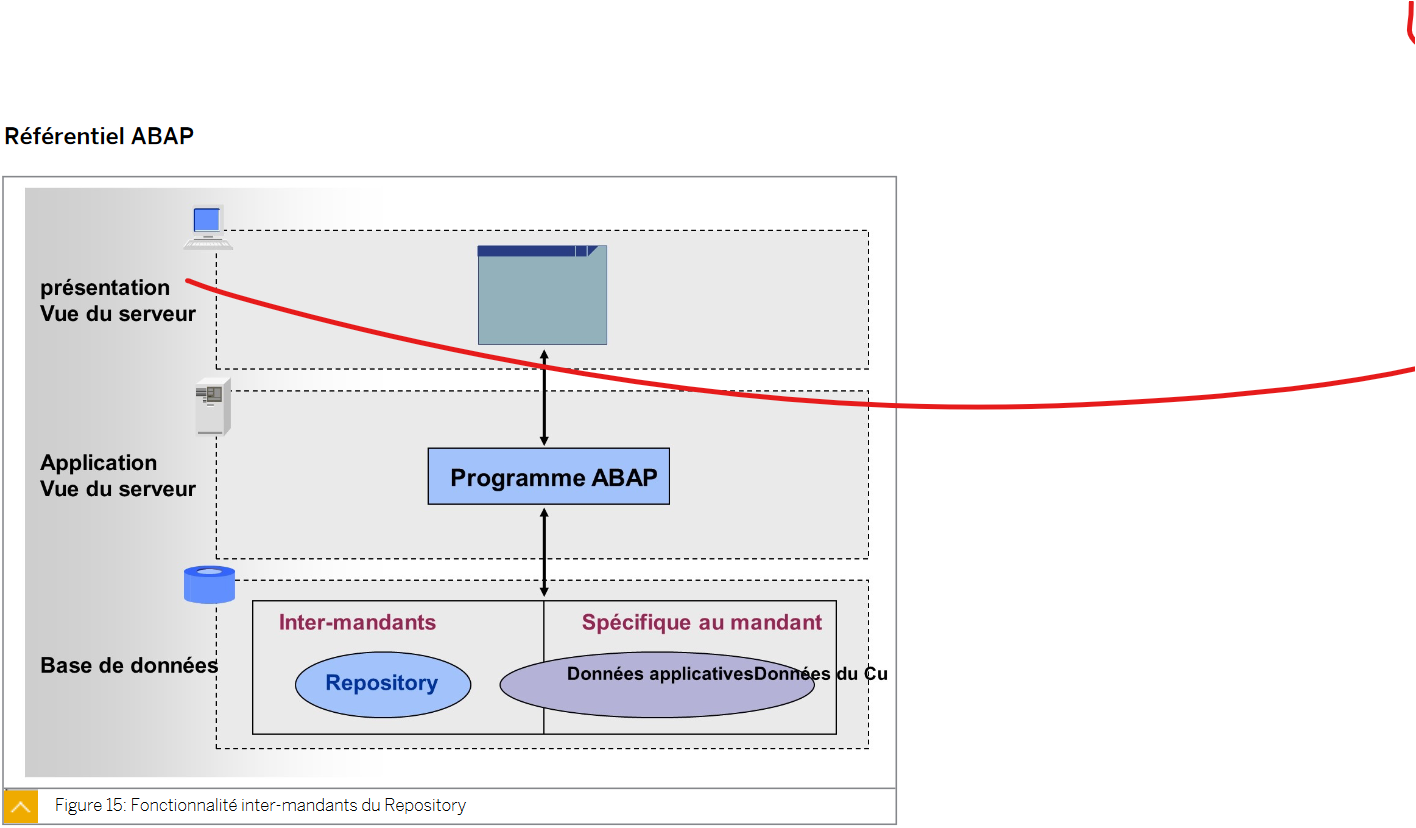 Référentiel ABAP
présentation
Vue du serveur
Application
Vue du serveur
Programme ABAP
Inter-mandants
Spécifique au mandant
Base de données
Repository
Données applicativesDonnées du Cu
Figure 15: Fonctionnalité inter-mandants du Repository